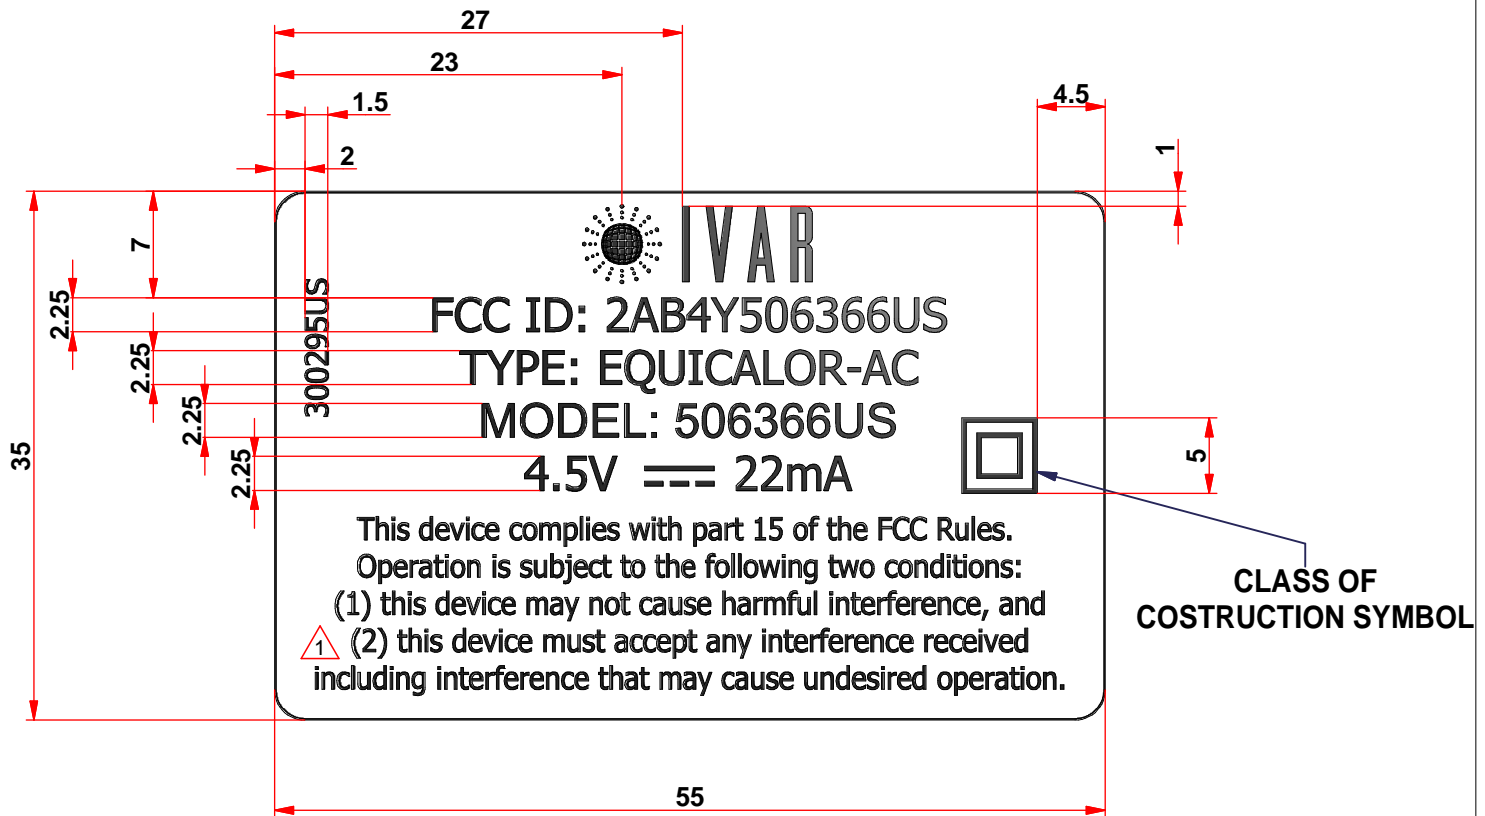 27
23
1.5
4.5
2
1
IVAR
7
300295US
FCC ID: 2AB4Y506366US
2.25
TYPE: EQUICALOR-AC
2.25
MODEL: 506366US
2.25
35
4.5V 22mA
2.25
5
This device complies with part 15 of the FCC Rules.
Operation is subject to the following two conditions:
(1) this device may not cause harmful interference, and
1 (2) this device must accept any interference received
including interference that may cause undesired operation.
CLASS OF
COSTRUCTION SYMBOL
55